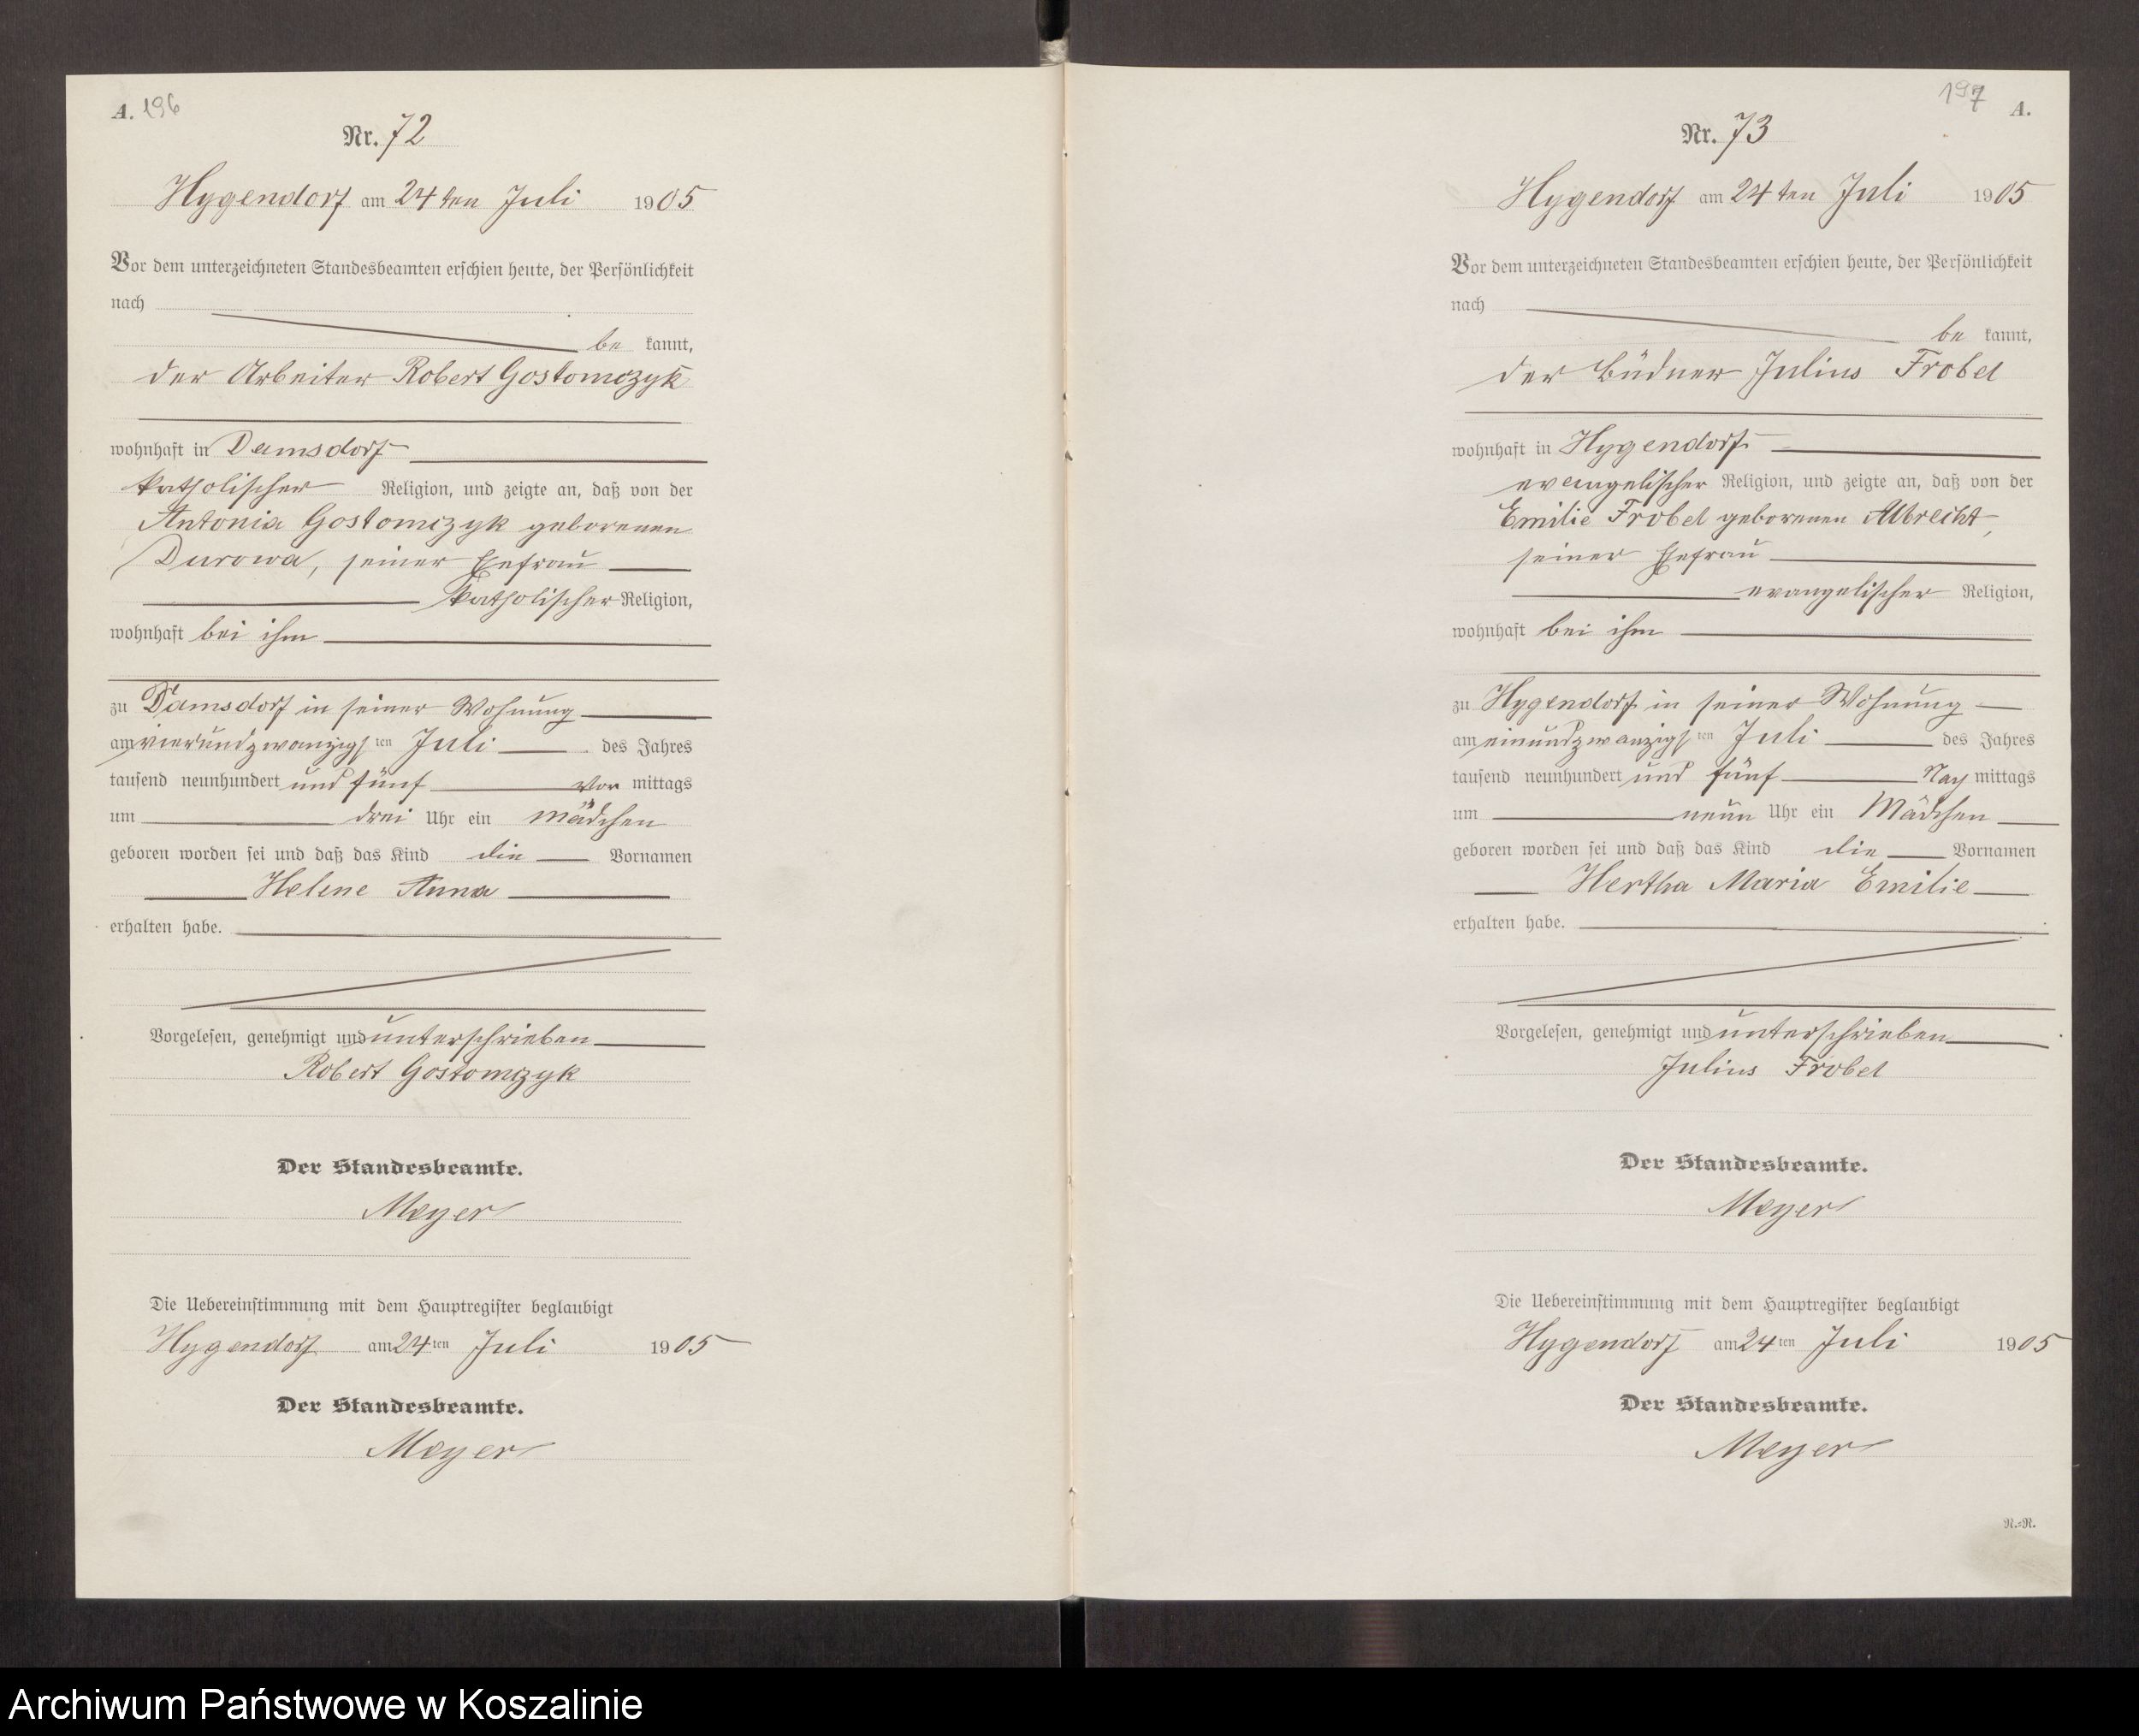 A. 196
Nr. 72
Hygendorf am 24ten Juli 1905
Vor dem unterzeichneten Standesbeamten erschien heute, der Persönlichkeit
nach
be kannt,
der Arbeiter Robert Gostomczyk
wohnhaft in Damsdorf
katholischer Religion, und zeigte an, daß von der
Antonia Gostomczyk geborenen
Durowa, seiner Ehefrau
katholischer Religion,
wohnhaft bei ihm
zu Damsdorf in seiner Wohnung
am vierundzwanzigsten Juli des Jahres
tausend neunhundert und fünf Vor mittags
um drei Uhr ein Mädchen
geboren worden sei und daß das Kind die Vornamen
Helene Anna
erhalten habe.
Vorgelesen, genehmigt und unterschrieben
Robert Gostomczyk
Der Standesbeamte.
Meyer
Die Uebereinstimmung mit dem Hauptregister beglaubigt
Hygendorf am 24ten Juli 1905
Der Standesbeamte.
Meyer
197 A.
Nr. 73
Hygendorf am 24ten Juli 1905
Vor dem unterzeichneten Standesbeamten erschien heute, der Persönlichkeit
nach
be kannt,
der Büdner Julius Frobel
wohnhaft in Hygendorf
evangelischer Religion, und zeigte an, daß von der
Emilie Frobel geborenen Albrecht,
seiner Ehefrau
evangelischer Religion,
wohnhaft bei ihm
zu Hygendorf in seiner Wohnung
am einundzwanzigsten Juli des Jahres
tausend neunhundert und fünf Nach mittags
um neun Uhr ein Mädchen
geboren worden sei und daß das Kind die Vornamen
Hertha Maria Emilie
erhalten habe.
Vorgelesen, genehmigt und unterschrieben
Julius Frobel
Der Standesbeamte.
Meyer
Die Uebereinstimmung mit dem Hauptregister beglaubigt
Hygendorf am 24ten Juli 1905
Der Standesbeamte.
Meyer
N.=N.
Archiwum Państwowe w Koszalinie